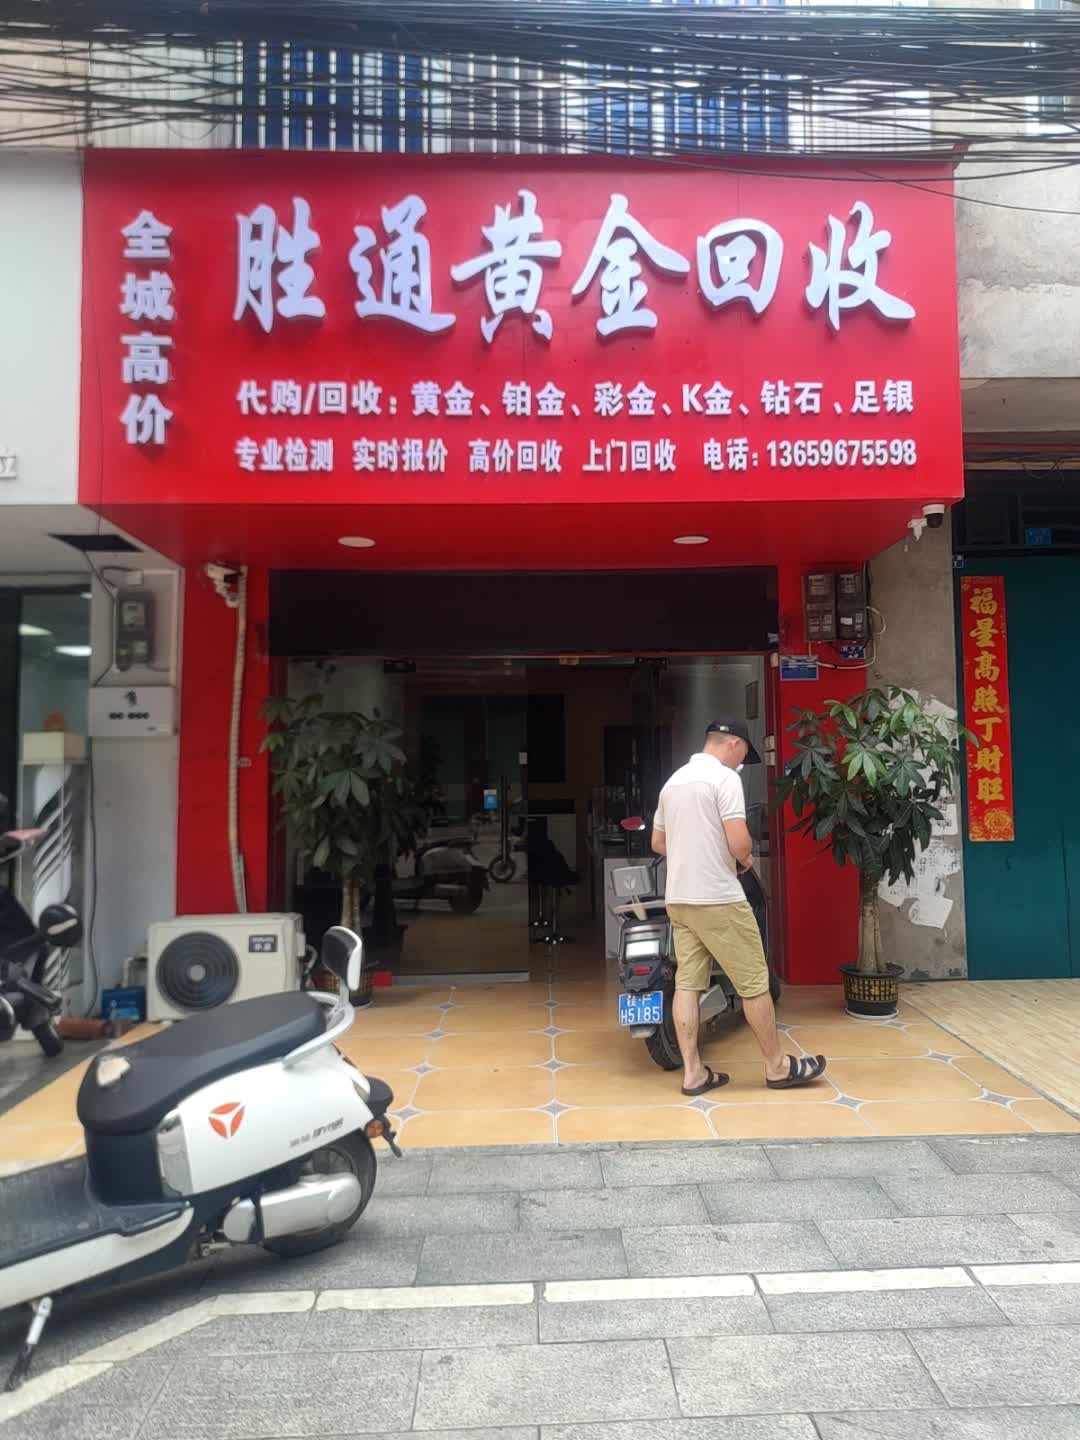 全城高价
胜通黄金回收
代购/回收：黄金、铂金、彩金、K金、钻石、足银
专业检测 实时报价 高价回收 上门回收 电话：13659675598
福星高照丁财旺
H5185